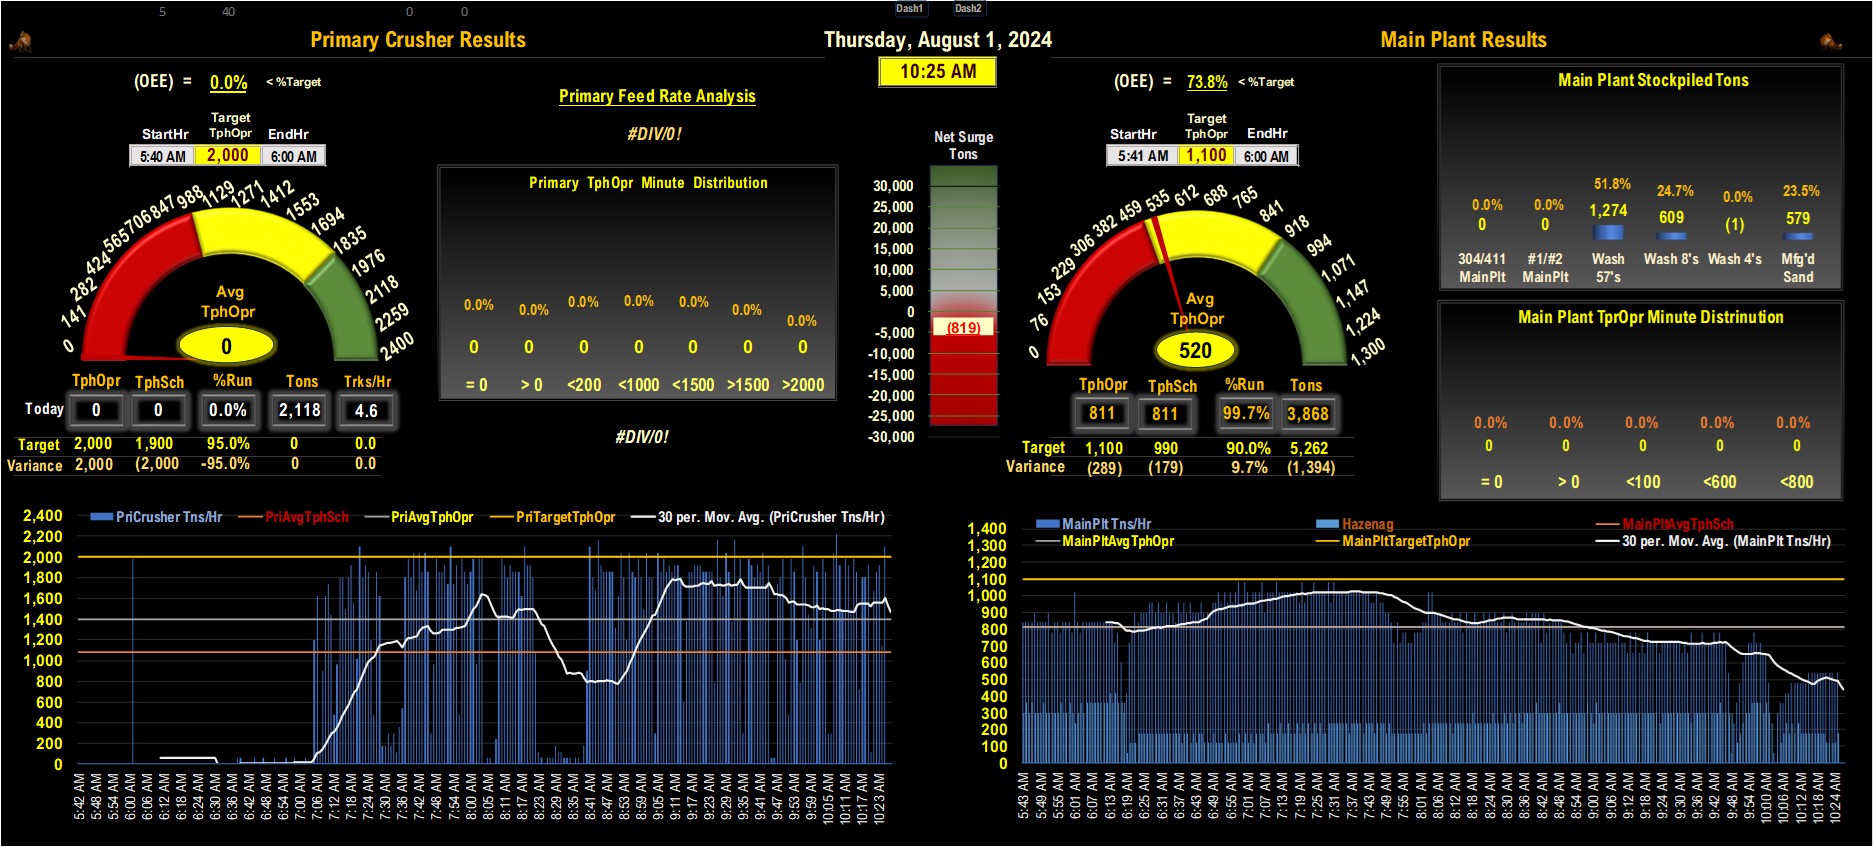 5 40 0 0 Dash1 Dash2
Primary Crusher Results
Thursday, August 1, 2024
Main Plant Results
10:25 AM
(OEE) = 0.0% < %Target
Primary Feed Rate Analysis
#DIV/0!
Target
StartHr TphOpr EndHr
5:40 AM 2,000 6:00 AM
0 141 282 424 565 706 847 988 1129 1271 1412 1553 1694 1835 1976 2118 2259 2400
Avg
TphOpr
0
TphOpr TphSch %Run Tons Trks/Hr
Today 0 0 0.0% 2,118 4.6
Target 2,000 1,900 95.0% 0 0.0
Variance 2,000 (2,000 -95.0% 0 0.0
Primary TphOpr Minute Distribution
0.0% 0.0% 0.0% 0.0% 0.0% 0.0% 0.0%
0 0 0 0 0 0 0
= 0 > 0 <200 <1000 <1500 >1500 >2000
#DIV/0!
Net Surge
Tons
30,000
25,000
20,000
15,000
10,000
5,000
0
(819)
-5,000
-10,000
-15,000
-20,000
-25,000
-30,000
(OEE) = 73.8% < %Target
Target
StartHr TphOpr EndHr
5:41 AM 1,100 6:00 AM
0 76 153 229 306 382 459 535 612 688 765 841 918 994 1,071 1,147 1,224 1,300
Avg
TphOpr
520
TphOpr TphSch %Run Tons
811 811 99.7% 3,868
Target 1,100 990 90.0% 5,262
Variance (289) (179) 9.7% (1,394)
Main Plant Stockpiled Tons
0.0% 0.0% 51.8% 24.7% 0.0% 23.5%
0 0 1,274 609 (1) 579
304/411 #1/#2 Wash Wash 8's Wash 4's Mfg'd
MainPlt MainPlt 57's Sand
Main Plant TprOpr Minute Distrinution
0.0% 0.0% 0.0% 0.0% 0.0%
0 0 0 0 0
= 0 > 0 <100 <600 <800
PriCrusher Tns/Hr PriAvgTphSch PriAvgTphOpr PriTargetTphOpr 30 per. Mov. Avg. (PriCrusher Tns/Hr)
2,400
2,200
2,000
1,800
1,600
1,400
1,200
1,000
800
600
400
200
0
5:42 AM 5:48 AM 5:54 AM 6:00 AM 6:06 AM 6:12 AM 6:18 AM 6:24 AM 6:30 AM 6:36 AM 6:42 AM 6:48 AM 6:54 AM 7:00 AM 7:06 AM 7:12 AM 7:18 AM 7:24 AM 7:30 AM 7:36 AM 7:42 AM 7:48 AM 7:54 AM 8:00 AM 8:05 AM 8:11 AM 8:17 AM 8:23 AM 8:29 AM 8:35 AM 8:41 AM 8:47 AM 8:53 AM 8:59 AM 9:05 AM 9:11 AM 9:17 AM 9:23 AM 9:29 AM 9:35 AM 9:41 AM 9:47 AM 9:53 AM 9:59 AM 10:05 AM 10:11 AM 10:17 AM 10:23 AM
MainPlt Tns/Hr Hazenag MainPltAvgTphSch
MainPltAvgTphOpr MainPltTargetTphOpr 30 per. Mov. Avg. (MainPlt Tns/Hr)
1,400
1,300
1,200
1,100
1,000
900
800
700
600
500
400
300
200
100
0
5:43 AM 5:49 AM 5:55 AM 6:01 AM 6:07 AM 6:13 AM 6:19 AM 6:25 AM 6:31 AM 6:37 AM 6:43 AM 6:49 AM 6:55 AM 7:01 AM 7:07 AM 7:13 AM 7:19 AM 7:25 AM 7:31 AM 7:37 AM 7:43 AM 7:49 AM 7:55 AM 8:01 AM 8:06 AM 8:12 AM 8:18 AM 8:24 AM 8:30 AM 8:36 AM 8:42 AM 8:48 AM 8:54 AM 9:00 AM 9:06 AM 9:12 AM 9:18 AM 9:24 AM 9:30 AM 9:36 AM 9:42 AM 9:48 AM 9:54 AM 10:00 AM 10:06 AM 10:12 AM 10:18 AM 10:24 AM